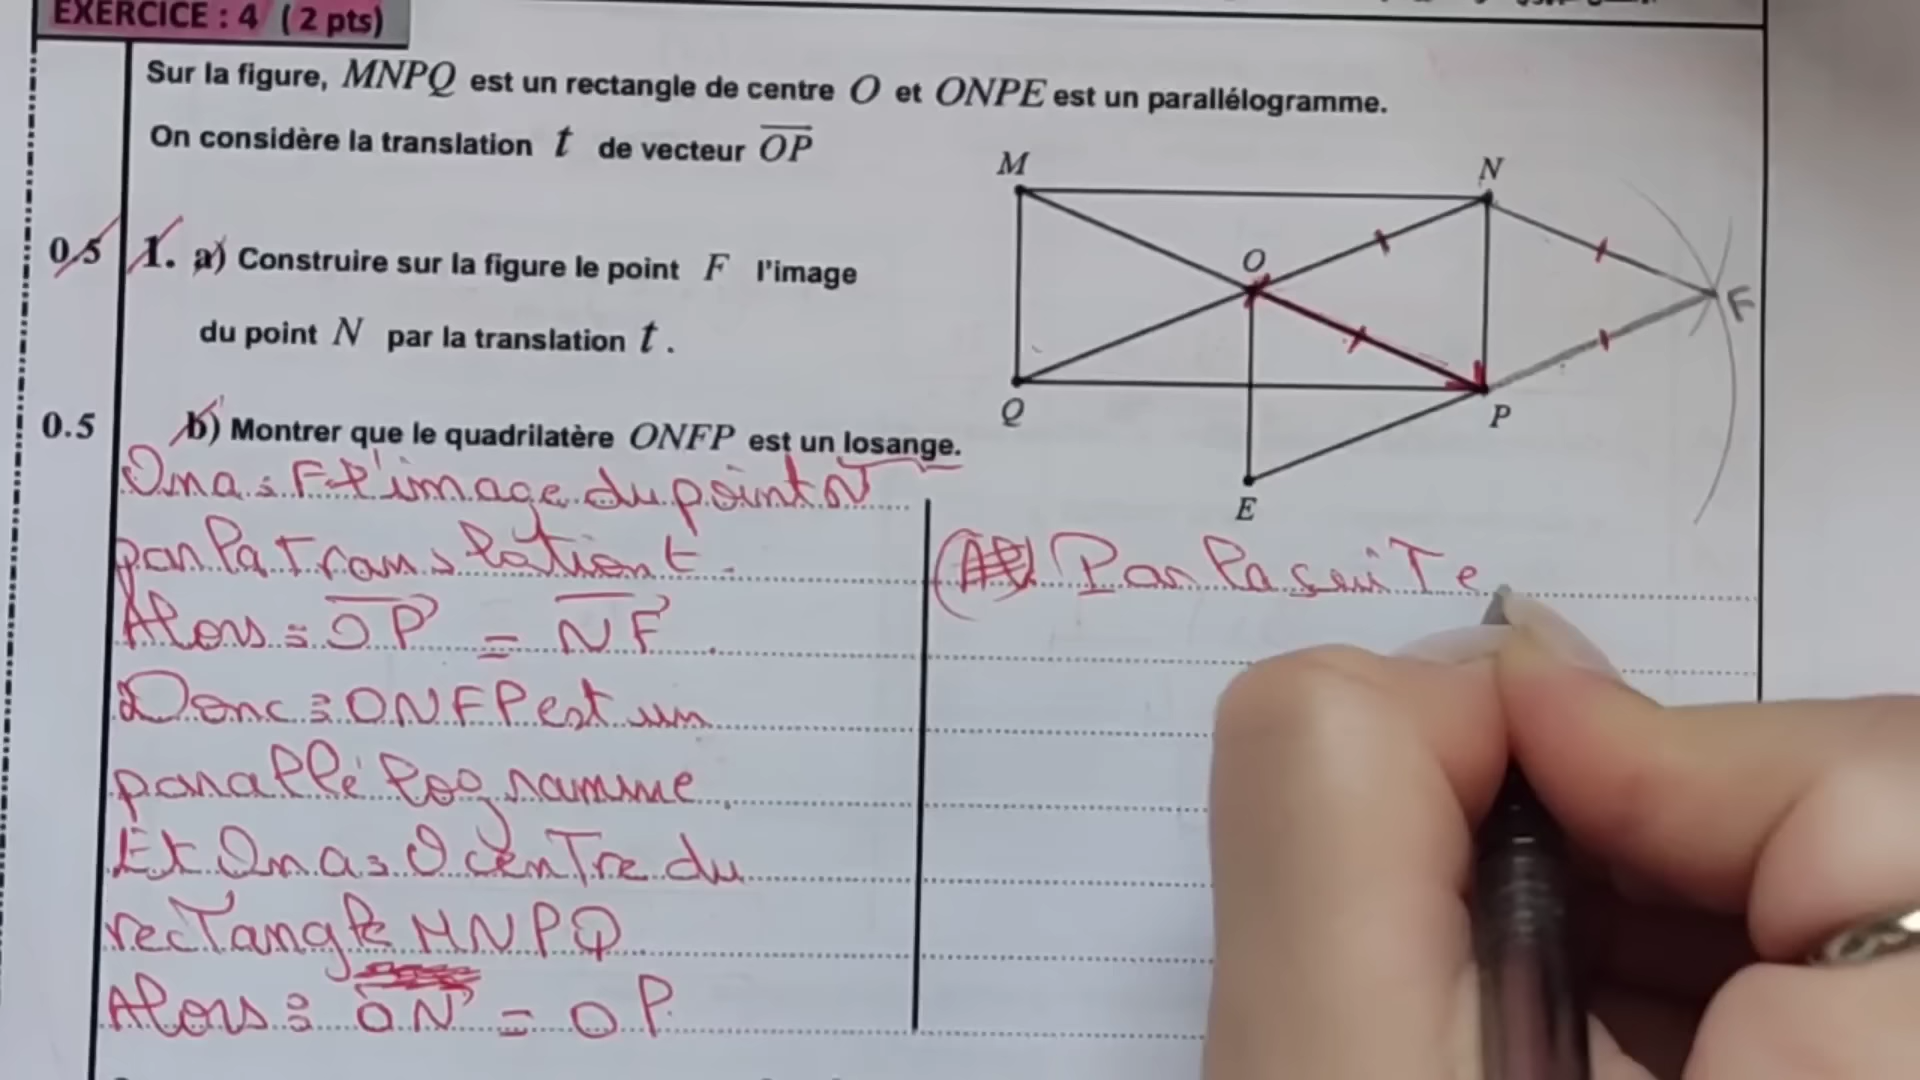 EXERCICE : 4 ( 2 pts)
Sur la figure, MNPQ est un rectangle de centre O et ONPE est un parallélogramme.
On considère la translation t de vecteur OP
0.5 1. a) Construire sur la figure le point F l'image
du point N par la translation t .
0.5 b) Montrer que le quadrilatère ONFP est un losange.
M
N
O
F
Q
P
E
On a : F l'image du point N
par la translation t.
Alors : OP = NF.
Donc : ONFP est un
parallélogramme.
Et On a : O centre du
rectangle MNPQ
Alors : ON = OP
Par la suite